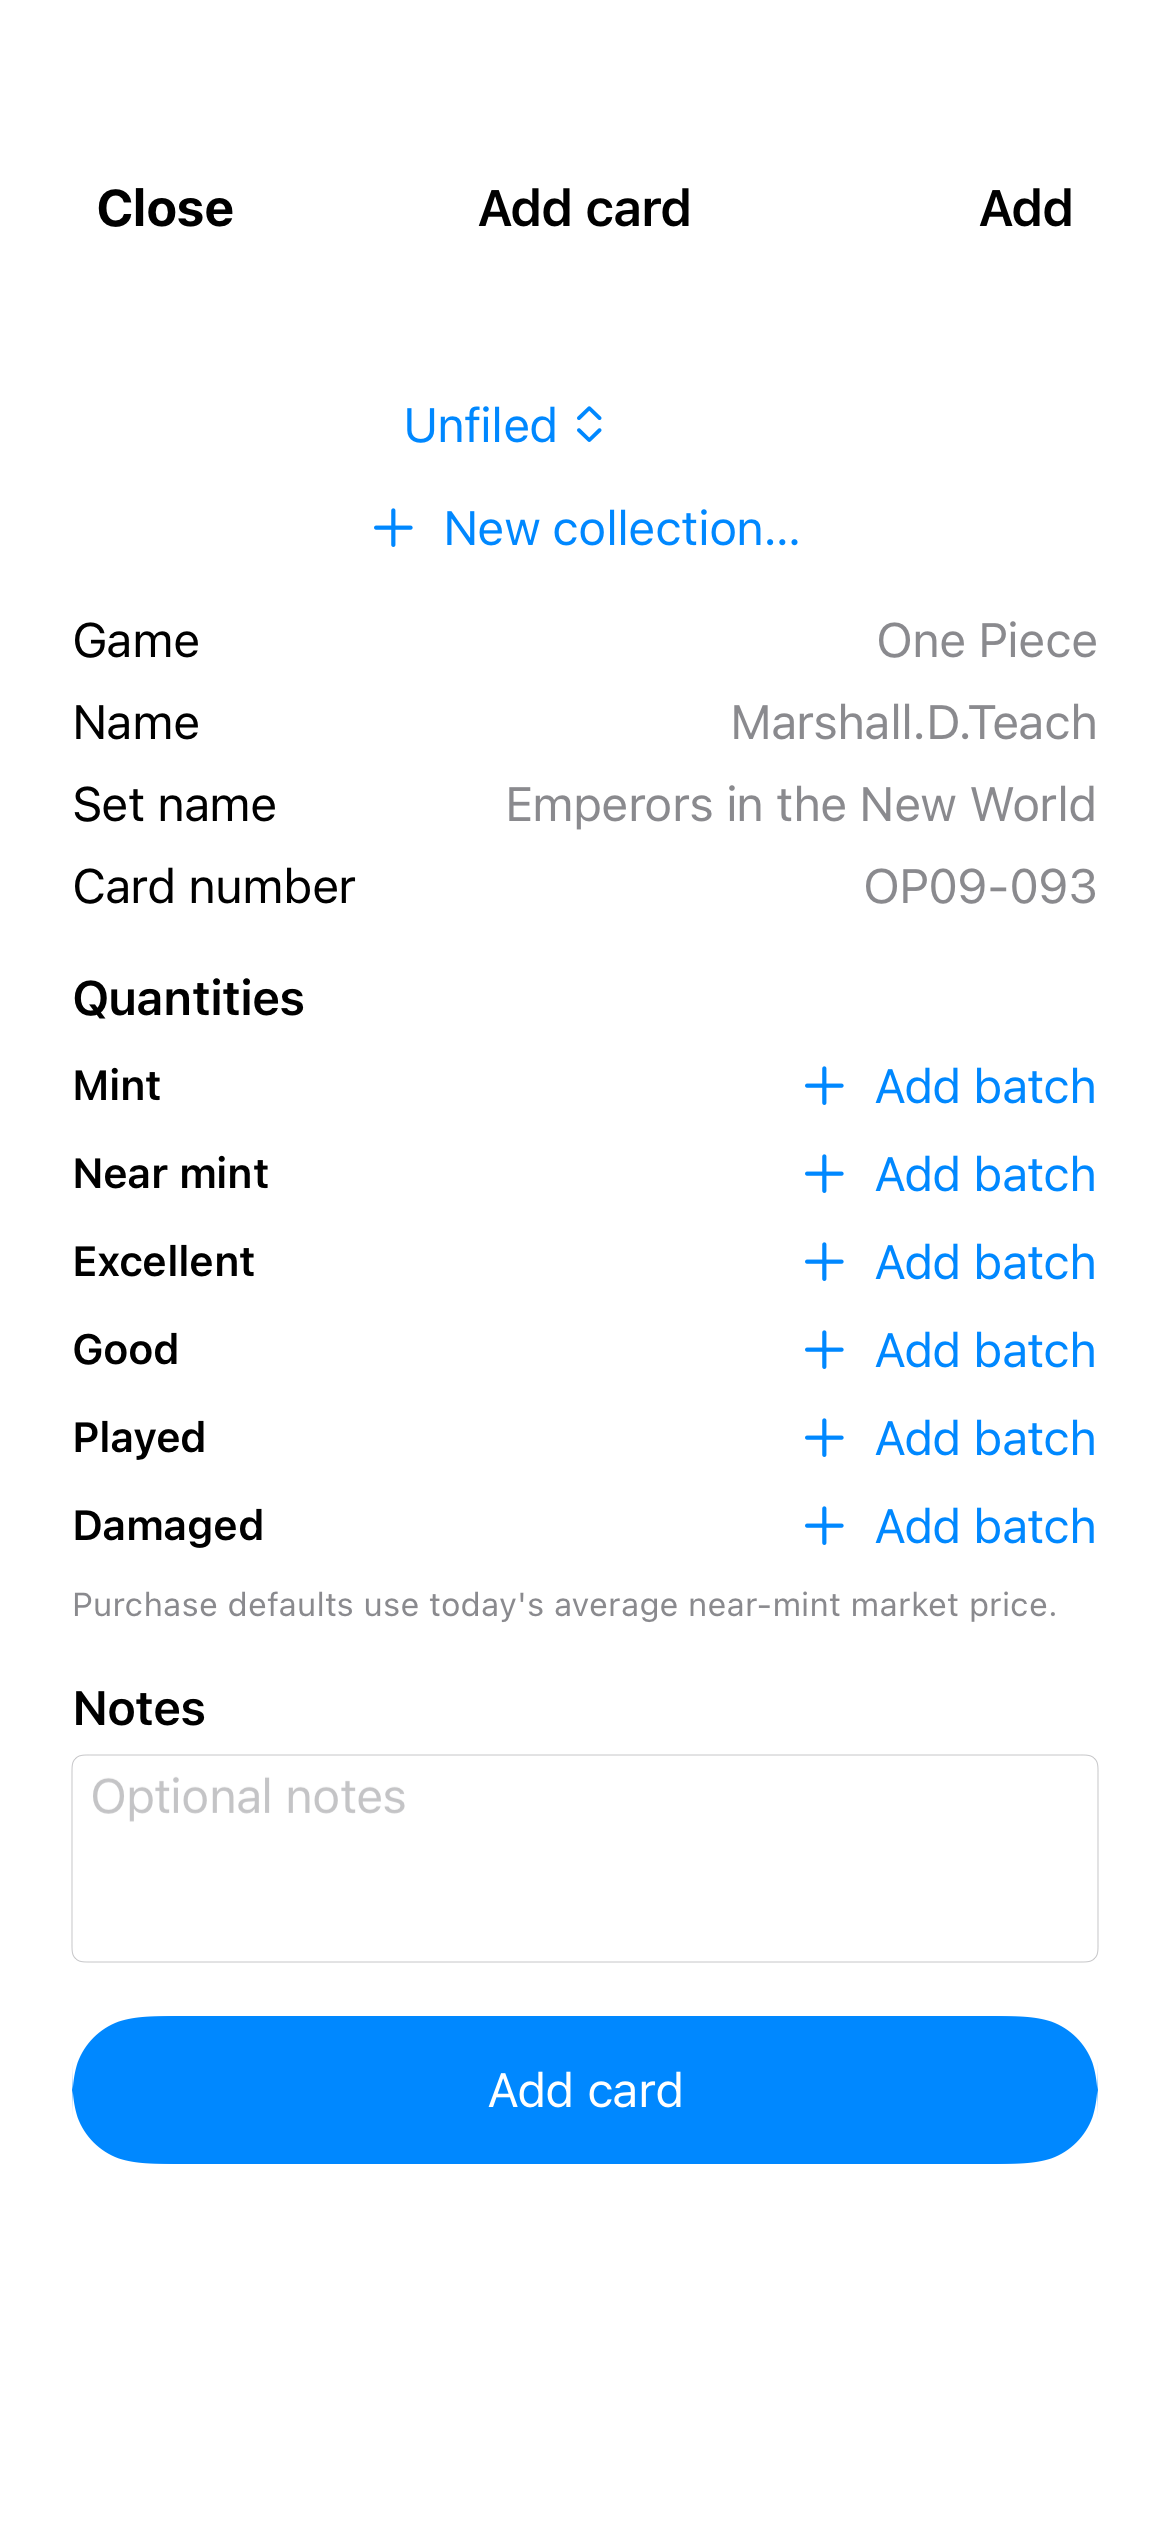 Close Add card Add
Unfiled
New collection...
Game One Piece
Name Marshall.D.Teach
Set name Emperors in the New World
Card number OP09-093
Quantities
Mint + Add batch
Near mint + Add batch
Excellent + Add batch
Good + Add batch
Played + Add batch
Damaged + Add batch
Purchase defaults use today's average near-mint market price.
Notes
Optional notes
Add card